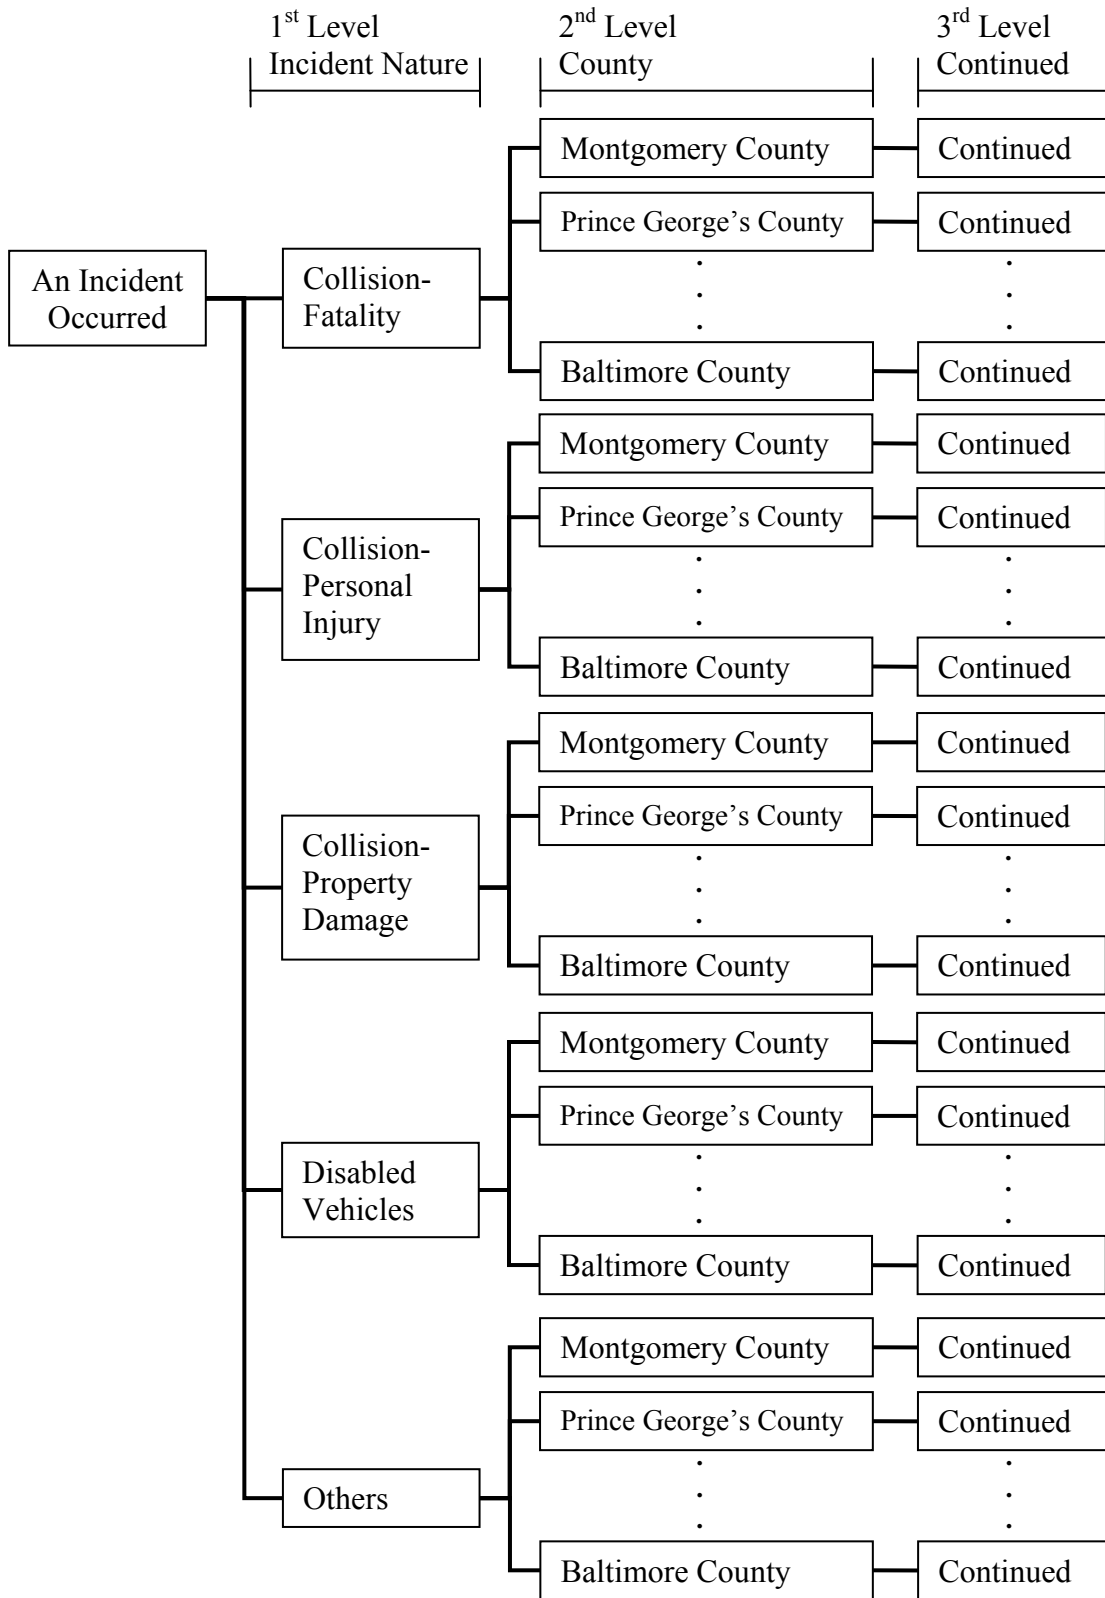 1st Level
Incident Nature
2nd Level
County
3rd Level
Continued
An Incident
Occurred
Collision-
Fatality
Montgomery County
Continued
Prince George’s County
Continued
.
.
.
.
.
.
Baltimore County
Continued
Collision-
Personal
Injury
Montgomery County
Continued
Prince George’s County
Continued
.
.
.
.
.
.
Baltimore County
Continued
Collision-
Property
Damage
Montgomery County
Continued
Prince George’s County
Continued
.
.
.
.
.
.
Baltimore County
Continued
Disabled
Vehicles
Montgomery County
Continued
Prince George’s County
Continued
.
.
.
.
.
.
Baltimore County
Continued
Others
Montgomery County
Continued
Prince George’s County
Continued
.
.
.
.
.
.
Baltimore County
Continued